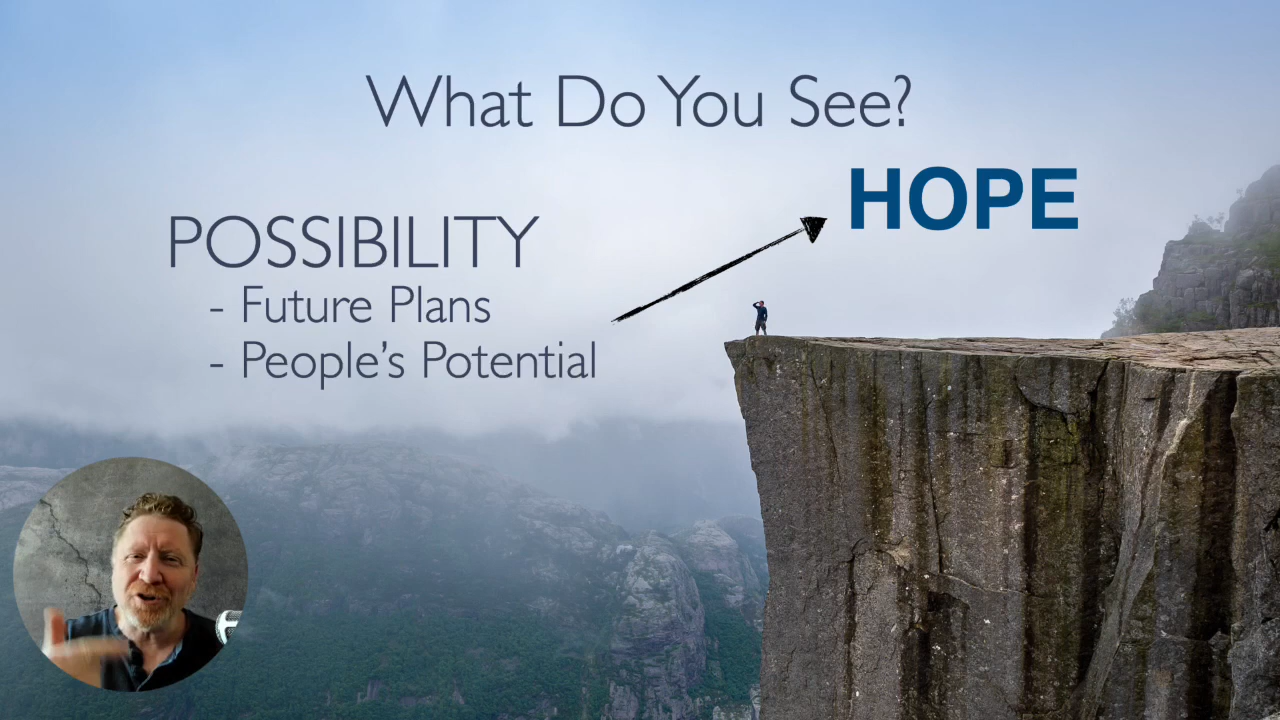 What Do You See?
HOPE
POSSIBILITY
- Future Plans
- People’s Potential